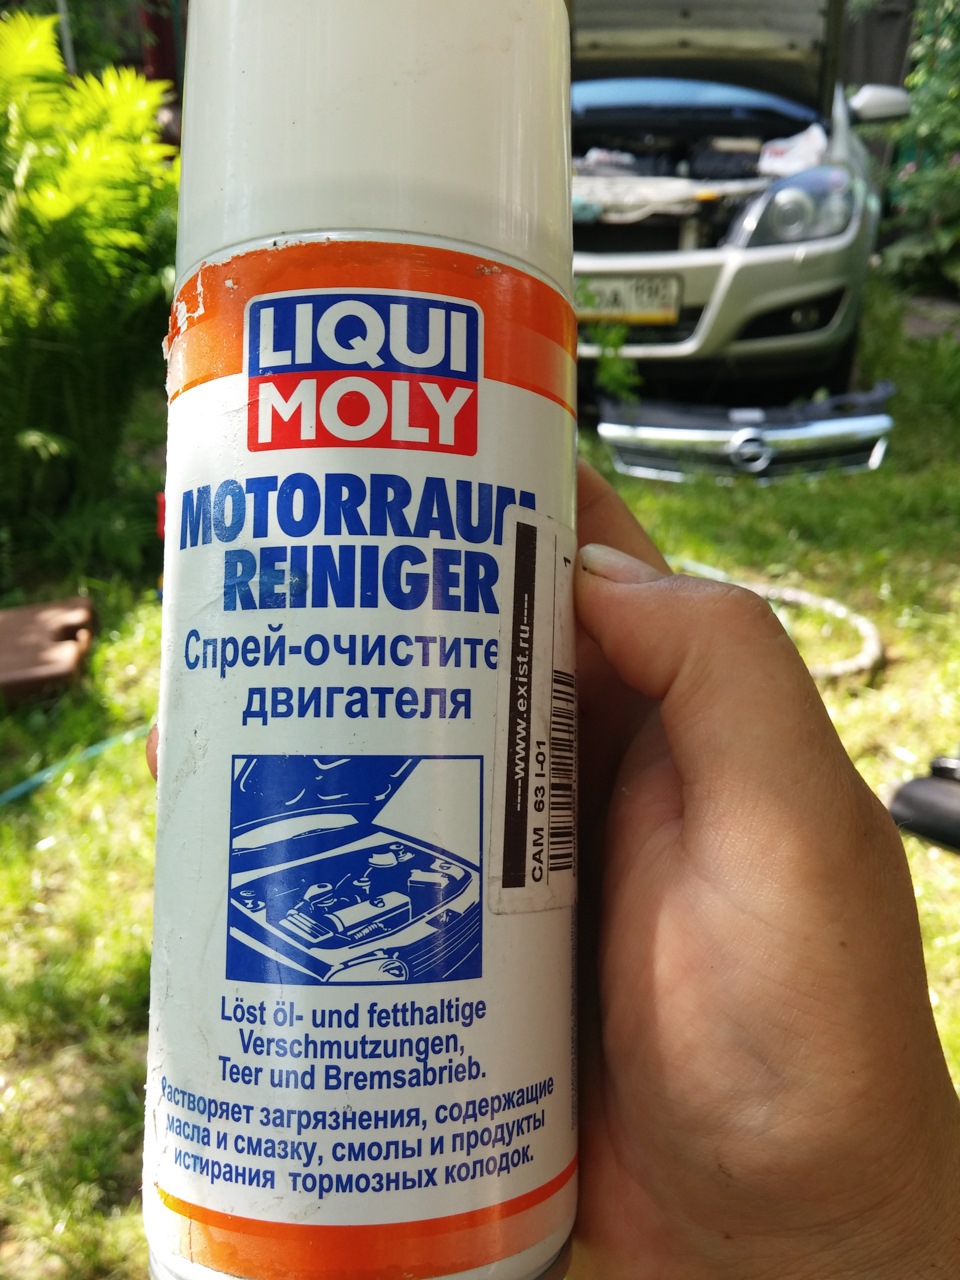 LIQUI
MOLY
MOTORRAUM
REINIGER
Спрей-очистите
двигателя
----www.exist.ru----
CAM 63 I-01
1
Löst öl- und fetthaltige
Verschmutzungen,
Teer und Bremsabrieb.
Растворяет загрязнения, содержащие
масла и смазку, смолы и продукты
истирания тормозных колодок.